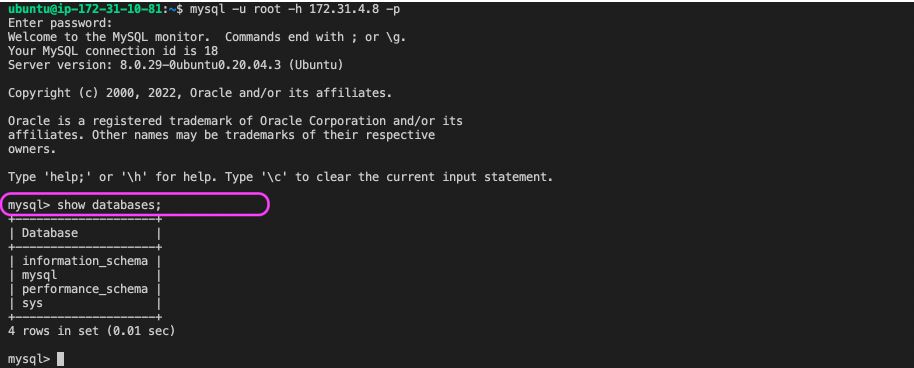 ubuntu@ip-172-31-10-81:~$ mysql -u root -h 172.31.4.8 -p
Enter password:
Welcome to the MySQL monitor.  Commands end with ; or \g.
Your MySQL connection id is 18
Server version: 8.0.29-0ubuntu0.20.04.3 (Ubuntu)

Copyright (c) 2000, 2022, Oracle and/or its affiliates.

Oracle is a registered trademark of Oracle Corporation and/or its
affiliates. Other names may be trademarks of their respective
owners.

Type 'help;' or '\h' for help. Type '\c' to clear the current input statement.

mysql> show databases;
+--------------------+
| Database           |
+--------------------+
| information_schema |
| mysql              |
| performance_schema |
| sys                |
+--------------------+
4 rows in set (0.01 sec)

mysql>